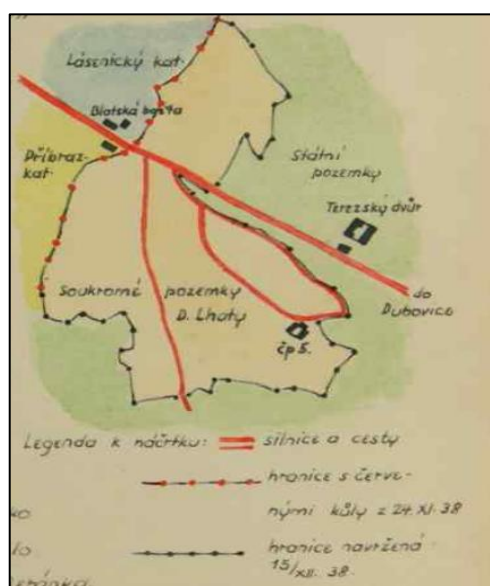 Lásenický kat.
Blatská bašta
Příbraz.
kat.
Státní
pozemky
Terezský dvůr
do
Dubovice
Soukromé pozemky
D. Lhoty
čp 5.
Legenda k náčrtku: silnice a cesty
hranice s červe-
nými kůly z 24. XI. 38
hranice navržená
15/XII. 38.